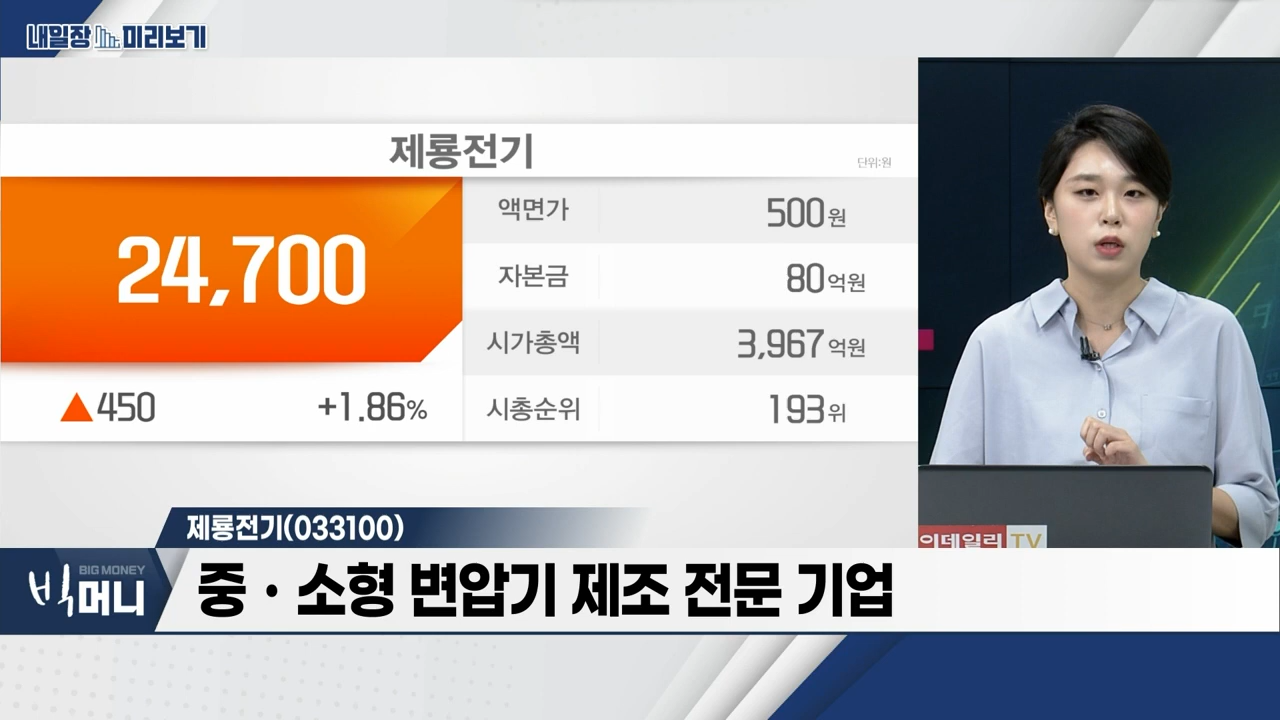 내일장 미리보기
제룡전기
단위:원
24,700
▲450 +1.86%
액면가 500원
자본금 80억원
시가총액 3,967억원
시총순위 193위
이데일리 TV
제룡전기(033100)
빅머니 BIG MONEY
중·소형 변압기 제조 전문 기업